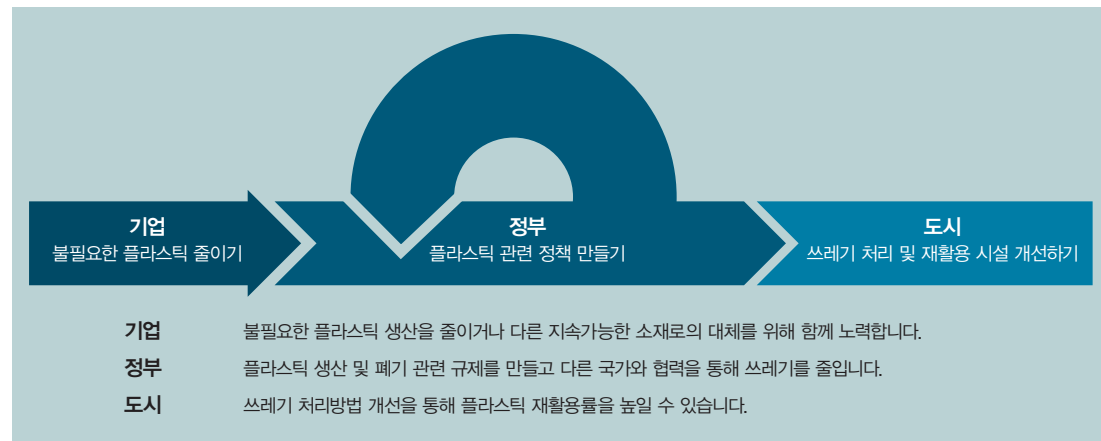 기업
불필요한 플라스틱 줄이기
정부
플라스틱 관련 정책 만들기
도시
쓰레기 처리 및 재활용 시설 개선하기
기업 불필요한 플라스틱 생산을 줄이거나 다른 지속가능한 소재로의 대체를 위해 함께 노력합니다.
정부 플라스틱 생산 및 폐기 관련 규제를 만들고 다른 국가와 협력을 통해 쓰레기를 줄입니다.
도시 쓰레기 처리방법 개선을 통해 플라스틱 재활용률을 높일 수 있습니다.